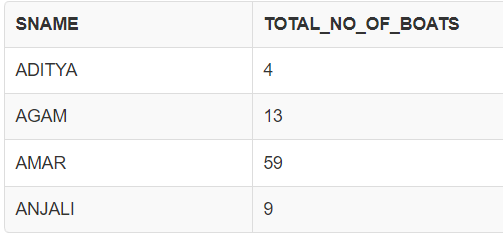 SNAME TOTAL_NO_OF_BOATS
ADITYA 4
AGAM 13
AMAR 59
ANJALI 9